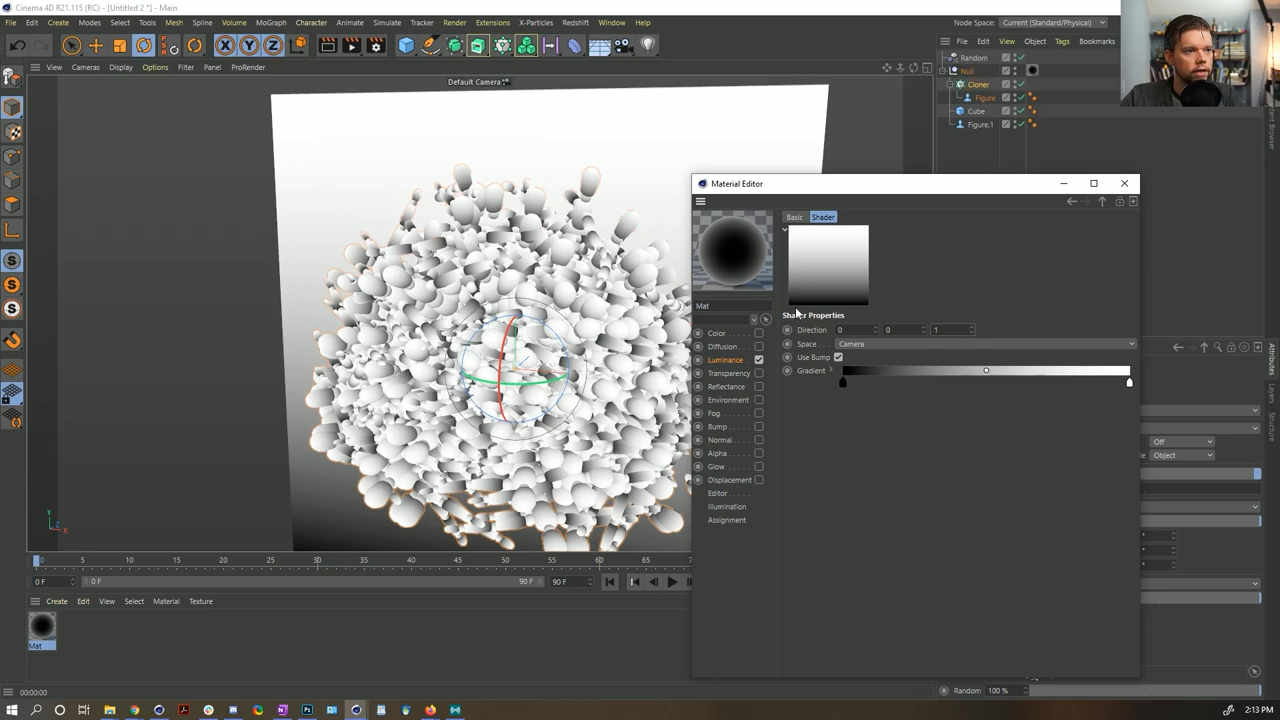 Cinema 4D R21.115 (RC) - [Untitled 2 *] - Main
Node Space: Current (Standard/Physical)
File Edit Create Modes Select Tools Mesh Spline Volume MoGraph Character Animate Simulate Tracker Render Extensions X-Particles Redshift Window Help
File Edit View Object Tags Bookmarks
X Y Z
View Cameras Display Options Filter Panel ProRender
Default Camera
Random
Null
Cloner
Figure
Cube
Figure.1
Material Editor
Basic Shader
Mat
Shader Properties
Direction 0 0 1
Space Camera
Use Bump
Gradient
Color
Diffusion
Luminance
Transparency
Reflectance
Environment
Fog
Bump
Normal
Alpha
Glow
Displacement
Editor
Illumination
Assignment
Attributes
Layers
Structure
Off
Object
Y
Z X
0 5 10 15 20 25 30 35 40 45 50 55 60 65
0 F 0 F 90 F 90 F
Create Edit View Select Material Texture
Mat
00:00:00
Random 100 %
2:13 PM